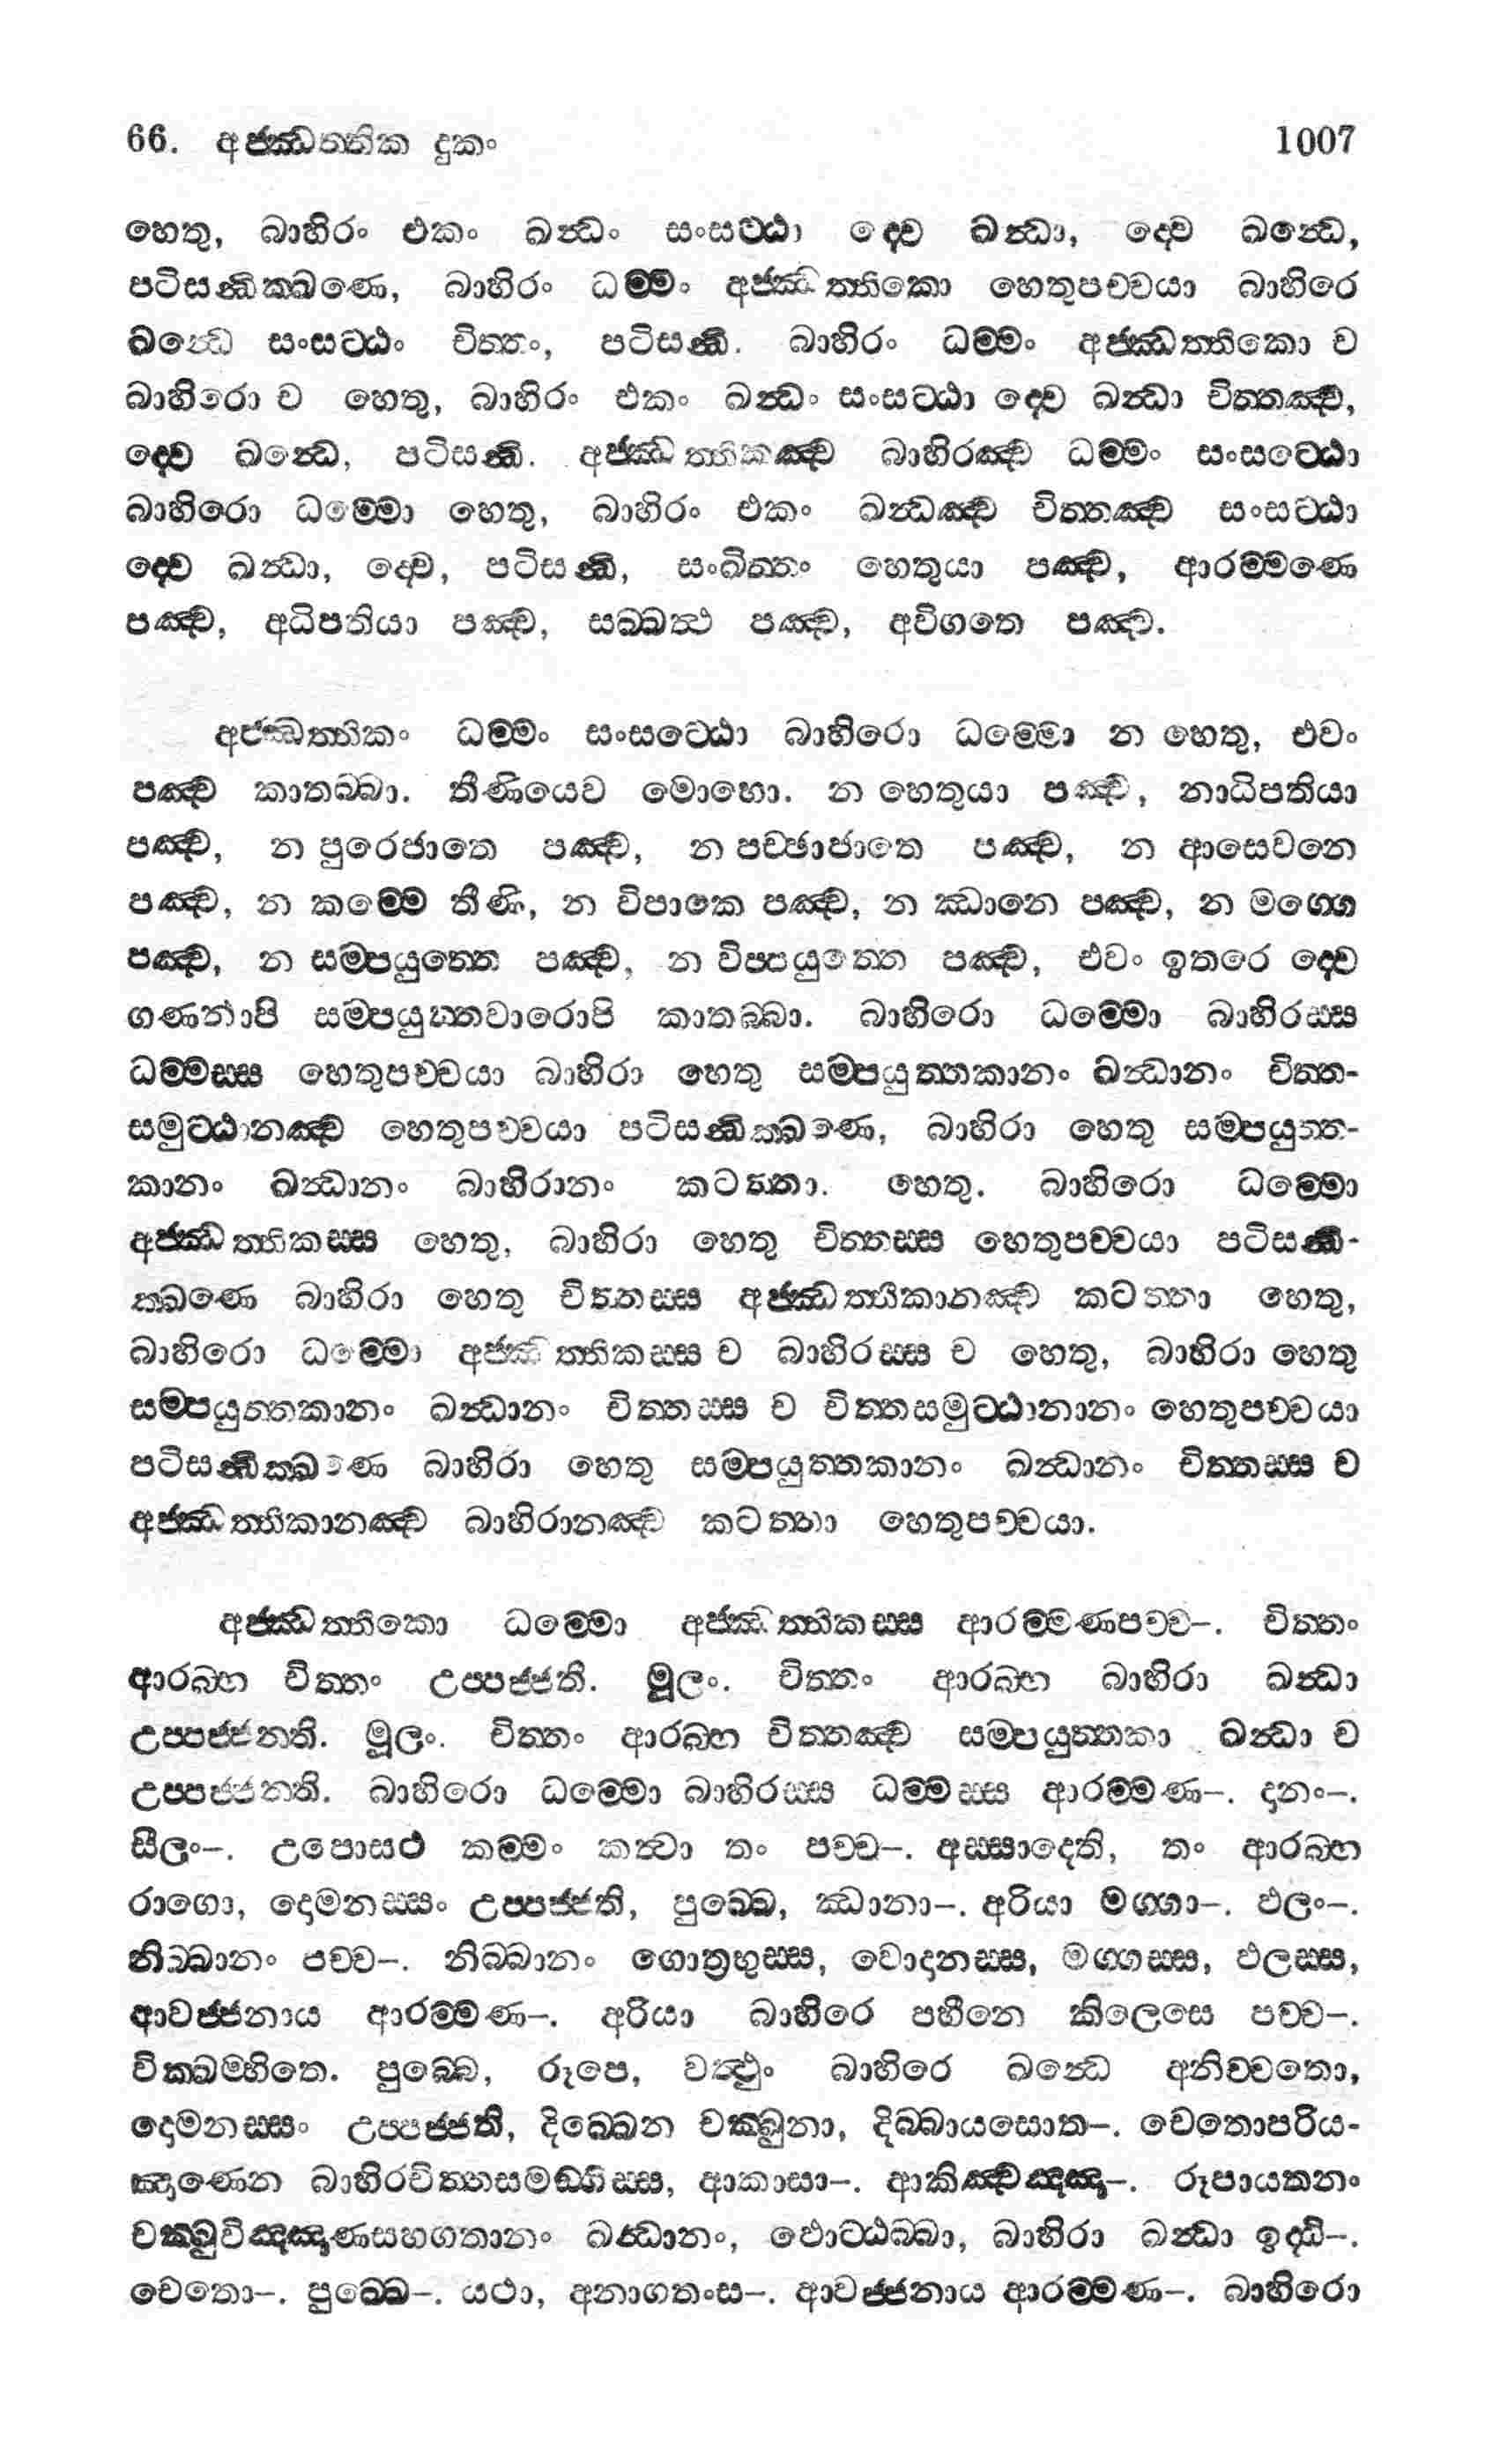 66. අජ්ඣත්තික දුකං 1007
හෙතු, බාහිරං එකං ඛන්ධං සංසට්ඨා ද්වෙ ඛන්ධා, ද්වෙ ඛන්ධෙ,
පටිසන්ධික්ඛණෙ, බාහිරං ධම්මං අජ්ඣත්තිකො හෙතුපච්චයා බාහිරෙ
ඛන්ධෙ සංසට්ඨං චිත්තං, පටිසන්ධි. බාහිරං ධම්මං අජ්ඣත්තිකො ච
බාහිරො ච හෙතු, බාහිරං එකං ඛන්ධං සංසට්ඨා ද්වෙ ඛන්ධා චිත්තඤ්ච,
ද්වෙ ඛන්ධෙ, පටිසන්ධි. අජ්ඣත්තිකඤ්ච බාහිරඤ්ච ධම්මං සංසට්ඨො
බාහිරො ධම්මො හෙතු, බාහිරං එකං ඛන්ධඤ්ච චිත්තඤ්ච සංසට්ඨා
ද්වෙ ඛන්ධා, ද්වෙ, පටිසන්ධි, සංඛිත්තං හෙතුයා පඤ්ච, ආරම්මණෙ
පඤ්ච, අධිපතියා පඤ්ච, සබ්බත්ථ පඤ්ච, අවිගතෙ පඤ්ච.
අජ්ඣත්තිකං ධම්මං සංසට්ඨො බාහිරො ධම්මො න හෙතු, එවං
පඤ්ච කාතබ්බා. තීණියෙව මොහො. න හෙතුයා පඤ්ච, නාධිපතියා
පඤ්ච, න පුරෙජාතෙ පඤ්ච, න පච්ඡාජාතෙ පඤ්ච, න ආසෙවනෙ
පඤ්ච, න කම්මෙ තීණි, න විපාකෙ පඤ්ච, න ඣානෙ පඤ්ච, න මග්ගෙ
පඤ්ච, න සම්පයුත්තෙ පඤ්ච, න විප්පයුත්තෙ පඤ්ච, එවං ඉතරෙ ද්වෙ
ගණනාපි සම්පයුත්තවාරොපි කාතබ්බා. බාහිරො ධම්මො බාහිරස්ස
ධම්මස්ස හෙතුපච්චයා බාහිරා හෙතු සම්පයුත්තකානං ඛන්ධානං චිත්ත-
සමුට්ඨානඤ්ච හෙතුපච්චයා පටිසන්ධික්ඛණෙ, බාහිරා හෙතු සම්පයුත්ත-
කානං ඛන්ධානං බාහිරානං කටත්තා. හෙතු. බාහිරො ධම්මො
අජ්ඣත්තිකස්ස හෙතු, බාහිරා හෙතු චිත්තස්ස හෙතුපච්චයා පටිසන්ධි-
ක්ඛණෙ බාහිරා හෙතු චිත්තස්ස අජ්ඣත්තිකානඤ්ච කටත්තා හෙතු,
බාහිරො ධම්මො අජ්ඣත්තිකස්ස ච බාහිරස්ස ච හෙතු, බාහිරා හෙතු
සම්පයුත්තකානං ඛන්ධානං චිත්තස්ස ච චිත්තසමුට්ඨානානං හෙතුපච්චයා
පටිසන්ධික්ඛණෙ බාහිරා හෙතු සම්පයුත්තකානං ඛන්ධානං චිත්තස්ස ච
අජ්ඣත්තිකානඤ්ච බාහිරානඤ්ච කටත්තා හෙතුපච්චයා.
අජ්ඣත්තිකො ධම්මො අජ්ඣත්තිකස්ස ආරම්මණපච්ච–. චිත්තං
ආරබ්භ චිත්තං උප්පජ්ජති. මූලං. චිත්තං ආරබ්භ බාහිරා ඛන්ධා
උප්පජ්ජන්ති. මූලං. චිත්තං ආරබ්භ චිත්තඤ්ච සම්පයුත්තකා ඛන්ධා ච
උප්පජ්ජන්ති. බාහිරො ධම්මො බාහිරස්ස ධම්මස්ස ආරම්මණ–. දානං–.
සීලං–. උපොසථ කම්මං කත්වා තං පච්ච–. අස්සාදෙති, තං ආරබ්භ
රාගො, දොමනස්සං උප්පජ්ජති, පුබ්බෙ, ඣානා–. අරියා මග්ගා–. ඵලං–.
නිබ්බානං පච්ච–. නිබ්බානං ගොත්‍රභුස්ස, වොදානස්ස, මග්ගස්ස, ඵලස්ස,
ආවජ්ජනාය ආරම්මණ–. අරියා බාහිරෙ පහීනෙ කිලෙසෙ පච්ච–.
වික්ඛම්භිතෙ. පුබ්බෙ, රූපෙ, වත්ථුං බාහිරෙ ඛන්ධෙ අනිච්චතො,
දොමනස්සං උප්පජ්ජති, දිබ්බෙන චක්ඛුනා, දිබ්බායසොත–. චෙතොපරිය-
ඤාණෙන බාහිරචිත්තසමඞ්ගිස්ස, ආකාසා–. ආකිඤ්චඤ්ඤා–. රූපායතනං
චක්ඛුවිඤ්ඤාණසහගතානං ඛන්ධානං, ඵොට්ඨබ්බා, බාහිරා ඛන්ධා ඉද්ධි–.
චෙතො–. පුබ්බෙ–. යථා, අනාගතංස–. ආවජ්ජනාය ආරම්මණ–. බාහිරො